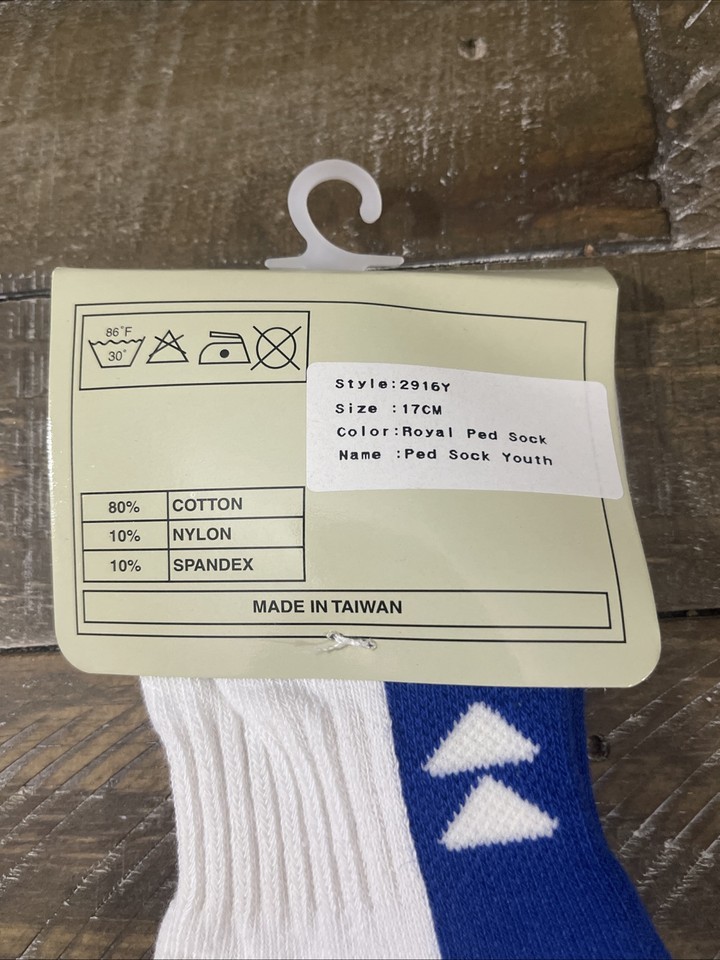 86°F
30°
Style:2916Y
Size :17CM
Color:Royal Ped Sock
Name :Ped Sock Youth
80% COTTON
10% NYLON
10% SPANDEX
MADE IN TAIWAN